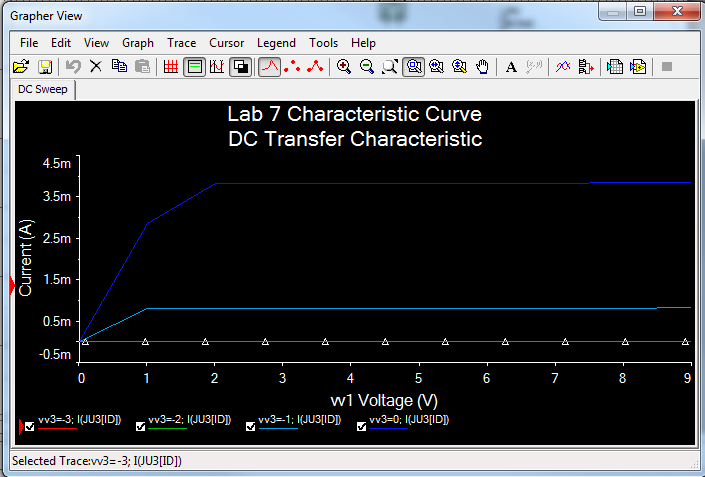 Grapher View
File Edit View Graph Trace Cursor Legend Tools Help
A (x,y)
DC Sweep
Lab 7 Characteristic Curve
DC Transfer Characteristic
4.5m
3.5m
2.5m
1.5m
0.5m
-0.5m
Current (A)
0 1 2 3 4 5 6 7 8 9
vv1 Voltage (V)
vv3=-3; I(JU3[ID]) vv3=-2; I(JU3[ID]) vv3=-1; I(JU3[ID]) vv3=0; I(JU3[ID])
Selected Trace:vv3=-3; I(JU3[ID])